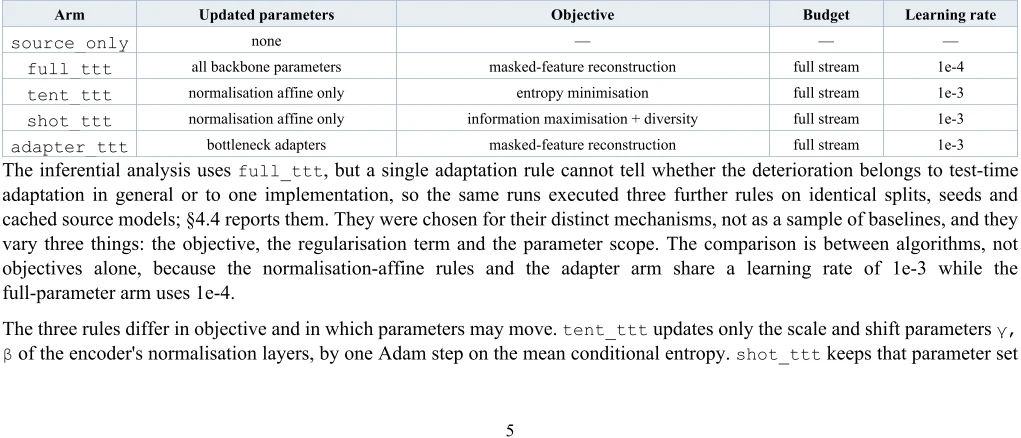 Arm Updated parameters Objective Budget Learning rate
source_only none — — —
full_ttt all backbone parameters masked-feature reconstruction full stream 1e-4
tent_ttt normalisation affine only entropy minimisation full stream 1e-3
shot_ttt normalisation affine only information maximisation + diversity full stream 1e-3
adapter_ttt bottleneck adapters masked-feature reconstruction full stream 1e-3
The inferential analysis uses full_ttt, but a single adaptation rule cannot tell whether the deterioration belongs to test-time
adaptation in general or to one implementation, so the same runs executed three further rules on identical splits, seeds and
cached source models; §4.4 reports them. They were chosen for their distinct mechanisms, not as a sample of baselines, and they
vary three things: the objective, the regularisation term and the parameter scope. The comparison is between algorithms, not
objectives alone, because the normalisation-affine rules and the adapter arm share a learning rate of 1e-3 while the
full-parameter arm uses 1e-4.
The three rules differ in objective and in which parameters may move. tent_ttt updates only the scale and shift parameters γ,
β of the encoder's normalisation layers, by one Adam step on the mean conditional entropy. shot_ttt keeps that parameter set
5